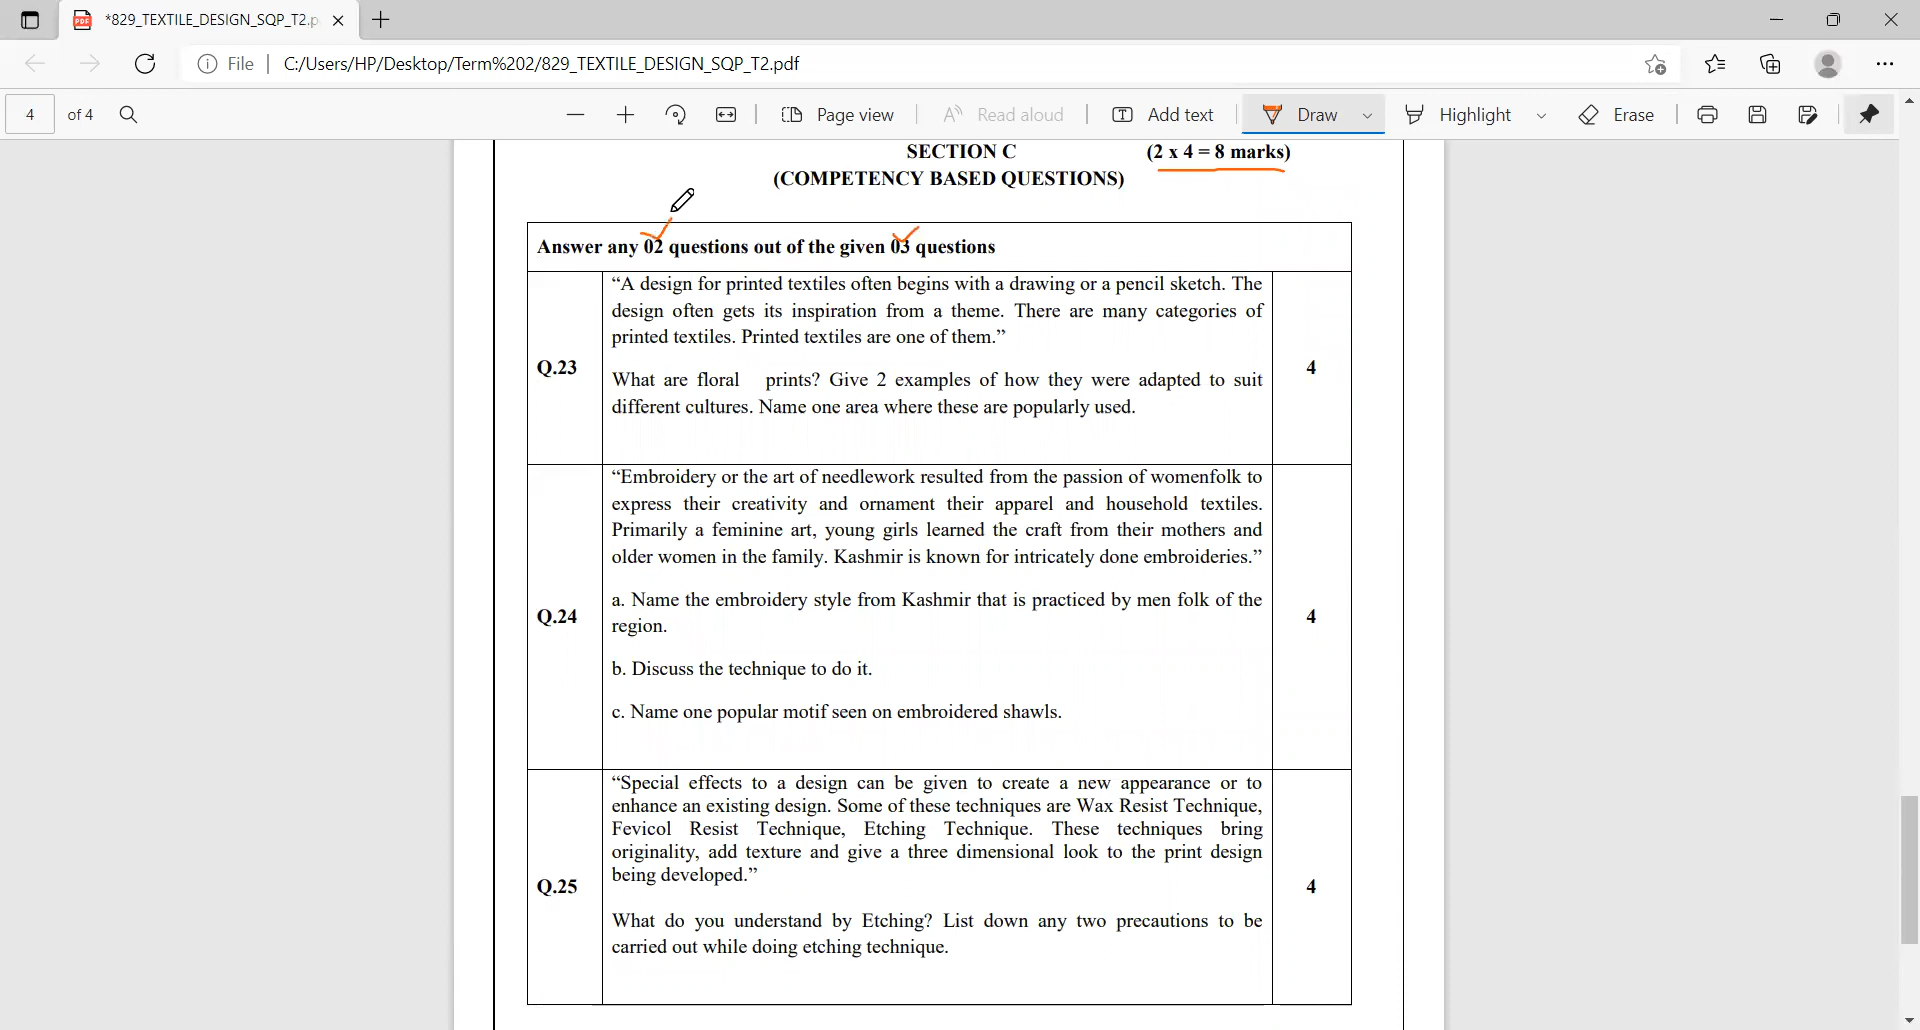 *829_TEXTILE_DESIGN_SQP_T2.p
File
C:/Users/HP/Desktop/Term%202/829_TEXTILE_DESIGN_SQP_T2.pdf
4 of 4
Page view
Read aloud
Add text
Draw
Highlight
Erase
SECTION C (2 x 4 = 8 marks)
(COMPETENCY BASED QUESTIONS)
Answer any 02 questions out of the given 03 questions
“A design for printed textiles often begins with a drawing or a pencil sketch. The
design often gets its inspiration from a theme. There are many categories of
printed textiles. Printed textiles are one of them.”
Q.23
4
What are floral prints? Give 2 examples of how they were adapted to suit
different cultures. Name one area where these are popularly used.
“Embroidery or the art of needlework resulted from the passion of womenfolk to
express their creativity and ornament their apparel and household textiles.
Primarily a feminine art, young girls learned the craft from their mothers and
older women in the family. Kashmir is known for intricately done embroideries.”
a. Name the embroidery style from Kashmir that is practiced by men folk of the
Q.24
4
region.
b. Discuss the technique to do it.
c. Name one popular motif seen on embroidered shawls.
“Special effects to a design can be given to create a new appearance or to
enhance an existing design. Some of these techniques are Wax Resist Technique,
Fevicol Resist Technique, Etching Technique. These techniques bring
originality, add texture and give a three dimensional look to the print design
being developed.”
Q.25
4
What do you understand by Etching? List down any two precautions to be
carried out while doing etching technique.